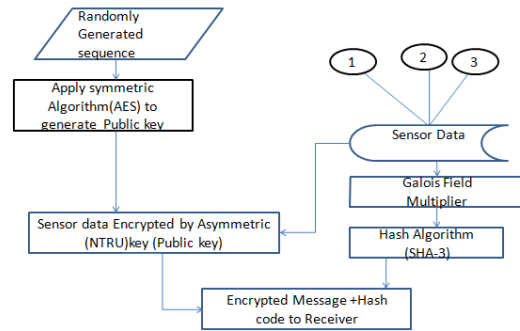 Randomly
Generated
sequence
1
2
3
Apply symmetric
Algorithm(AES) to
generate Public key
Sensor Data
Galois Field
Multiplier
Sensor data Encrypted by Asymmetric
(NTRU)key (Public key)
Hash Algorithm
(SHA-3)
Encrypted Message +Hash
code to Receiver